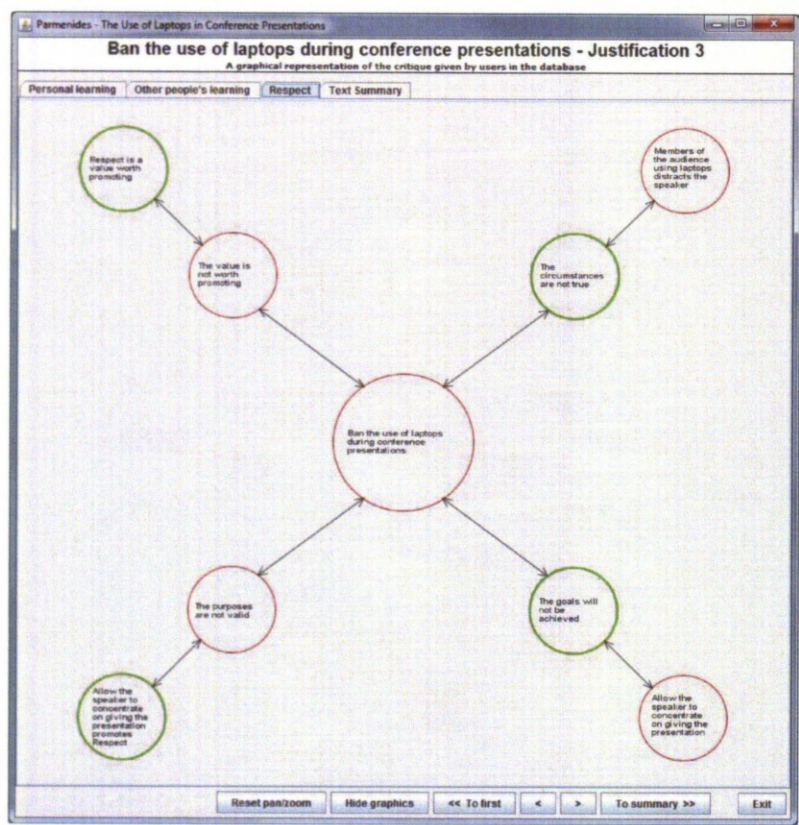 Parmenides - The Use of Laptops in Conference Presentations
Ban the use of laptops during conference presentations - Justification 3
A graphical representation of the critique given by users in the database
Personal learning
Other people's learning
Respect
Text Summary
Respect is a
value worth
promoting
Members of
the audience
using laptops
distracts the
speaker
The value is
not worth
promoting
The
circumstances
are not true
Ban the use of laptops
during conference
presentations
The purposes
are not valid
The goals will
not be
achieved
Allow the
speaker to
concentrate
on giving the
presentation
promotes
Respect
Allow the
speaker to
concentrate
on giving the
presentation
Reset pan/zoom
Hide graphics
<< To first
<
>
To summary >>
Exit